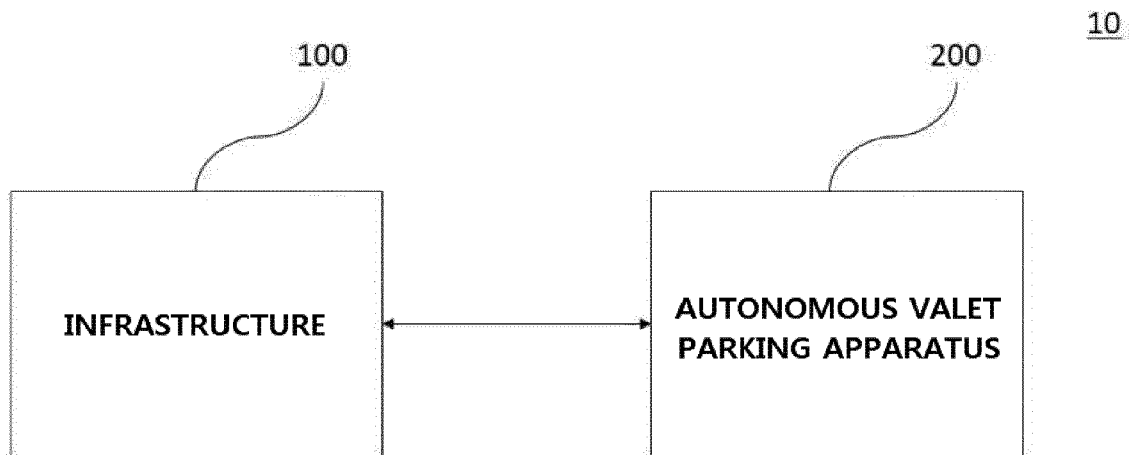 10
100
200
INFRASTRUCTURE
AUTONOMOUS VALET
PARKING APPARATUS